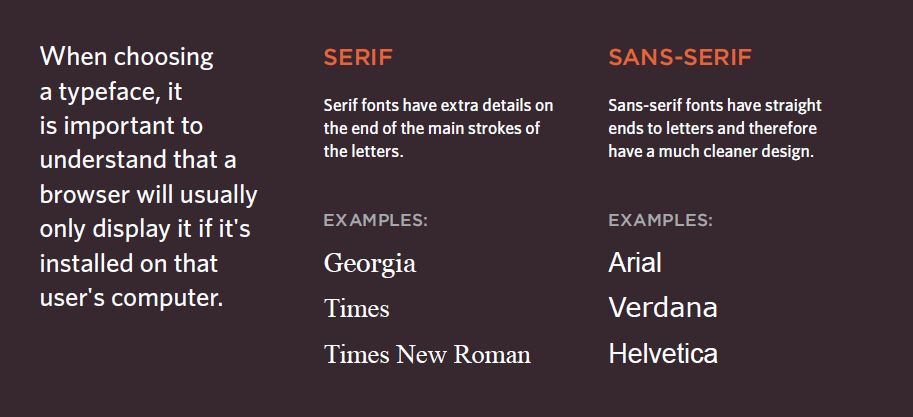 When choosing
a typeface, it
is important to
understand that a
browser will usually
only display it if it's
installed on that
user's computer.
SERIF
Serif fonts have extra details on
the end of the main strokes of
the letters.
EXAMPLES:
Georgia
Times
Times New Roman
SANS-SERIF
Sans-serif fonts have straight
ends to letters and therefore
have a much cleaner design.
EXAMPLES:
Arial
Verdana
Helvetica